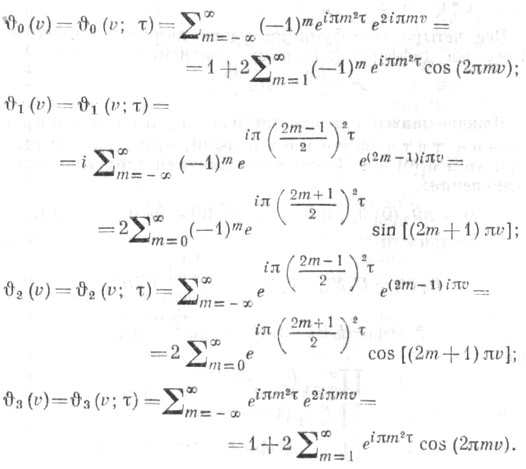 ϑ₀(v) = ϑ₀(v; τ) = ∑_{m=−∞}^{∞} (−1)^m e^{iπm²τ} e^{2iπmv} =
= 1 + 2 ∑_{m=1}^{∞} (−1)^m e^{iπm²τ} cos (2πmv);
ϑ₁(v) = ϑ₁(v; τ) =
= i ∑_{m=−∞}^{∞} (−1)^m e^{iπ((2m−1)/2)²τ} e^{(2m−1)iπv} =
= 2 ∑_{m=0}^{∞} (−1)^m e^{iπ((2m+1)/2)²τ} sin [(2m+1) πv];
ϑ₂(v) = ϑ₂(v; τ) = ∑_{m=−∞}^{∞} e^{iπ((2m−1)/2)²τ} e^{(2m−1)iπv} =
= 2 ∑_{m=0}^{∞} e^{iπ((2m+1)/2)²τ} cos [(2m+1) πv];
ϑ₃(v) = ϑ₃(v; τ) = ∑_{m=−∞}^{∞} e^{iπm²τ} e^{2iπmv} =
= 1 + 2 ∑_{m=1}^{∞} e^{iπm²τ} cos (2πmv).